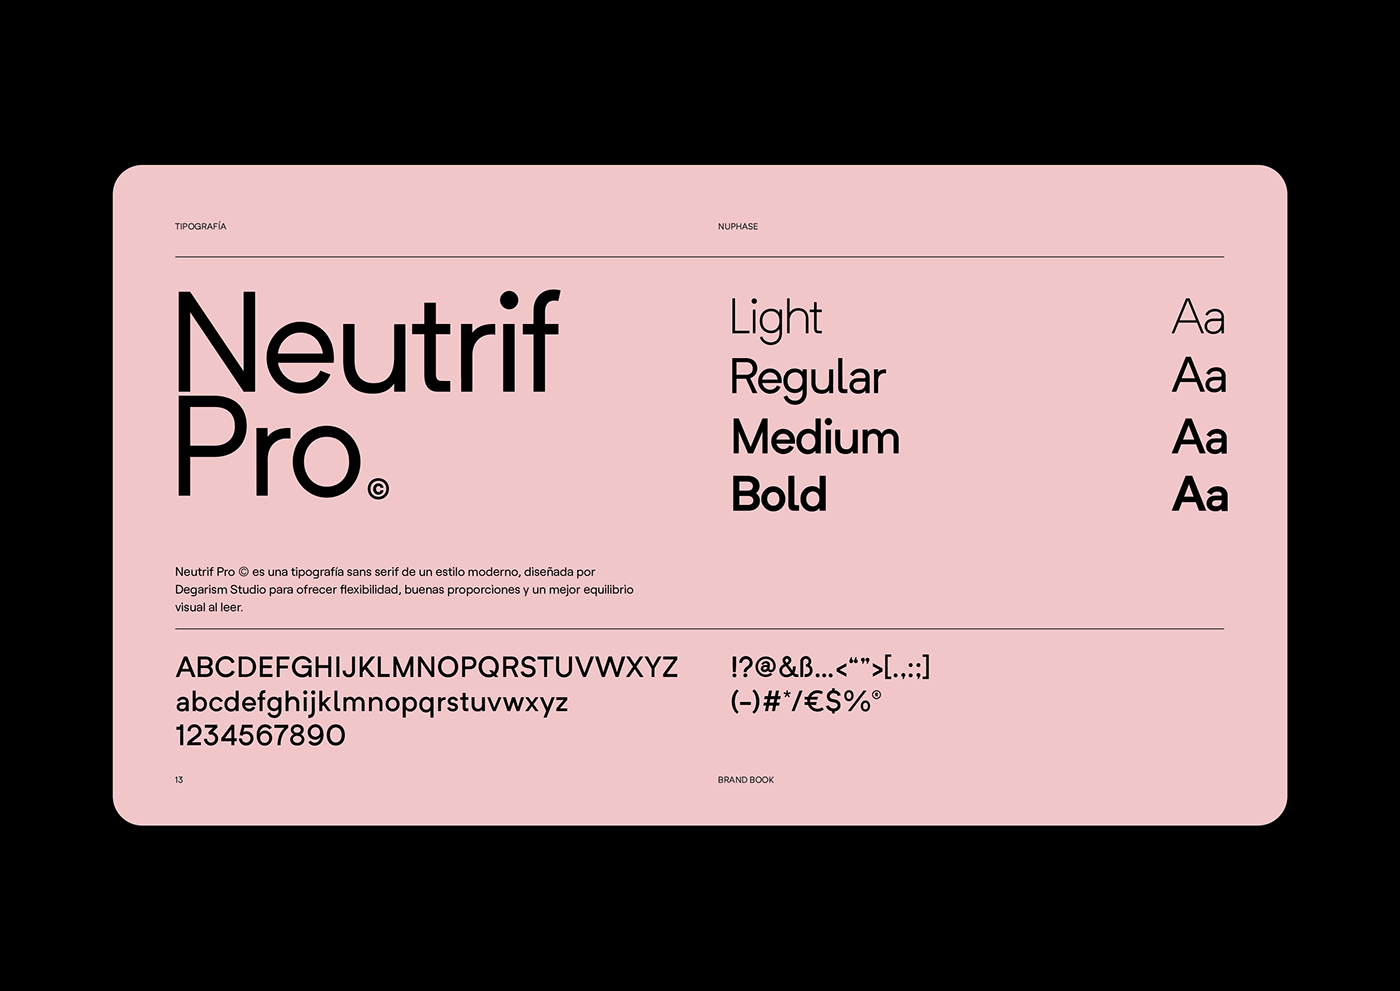 TIPOGRAFÍA
NUPHASE
Neutrif
Pro©
Light Aa
Regular Aa
Medium Aa
Bold Aa
Neutrif Pro © es una tipografía sans serif de un estilo moderno, diseñada por
Degarism Studio para ofrecer flexibilidad, buenas proporciones y un mejor equilibrio
visual al leer.
ABCDEFGHIJKLMNOPQRSTUVWXYZ
abcdefghijklmnopqrstuvwxyz
1234567890
!?@&ß...<“”>[.,:;]
(-)#*/€$%®
13
BRAND BOOK